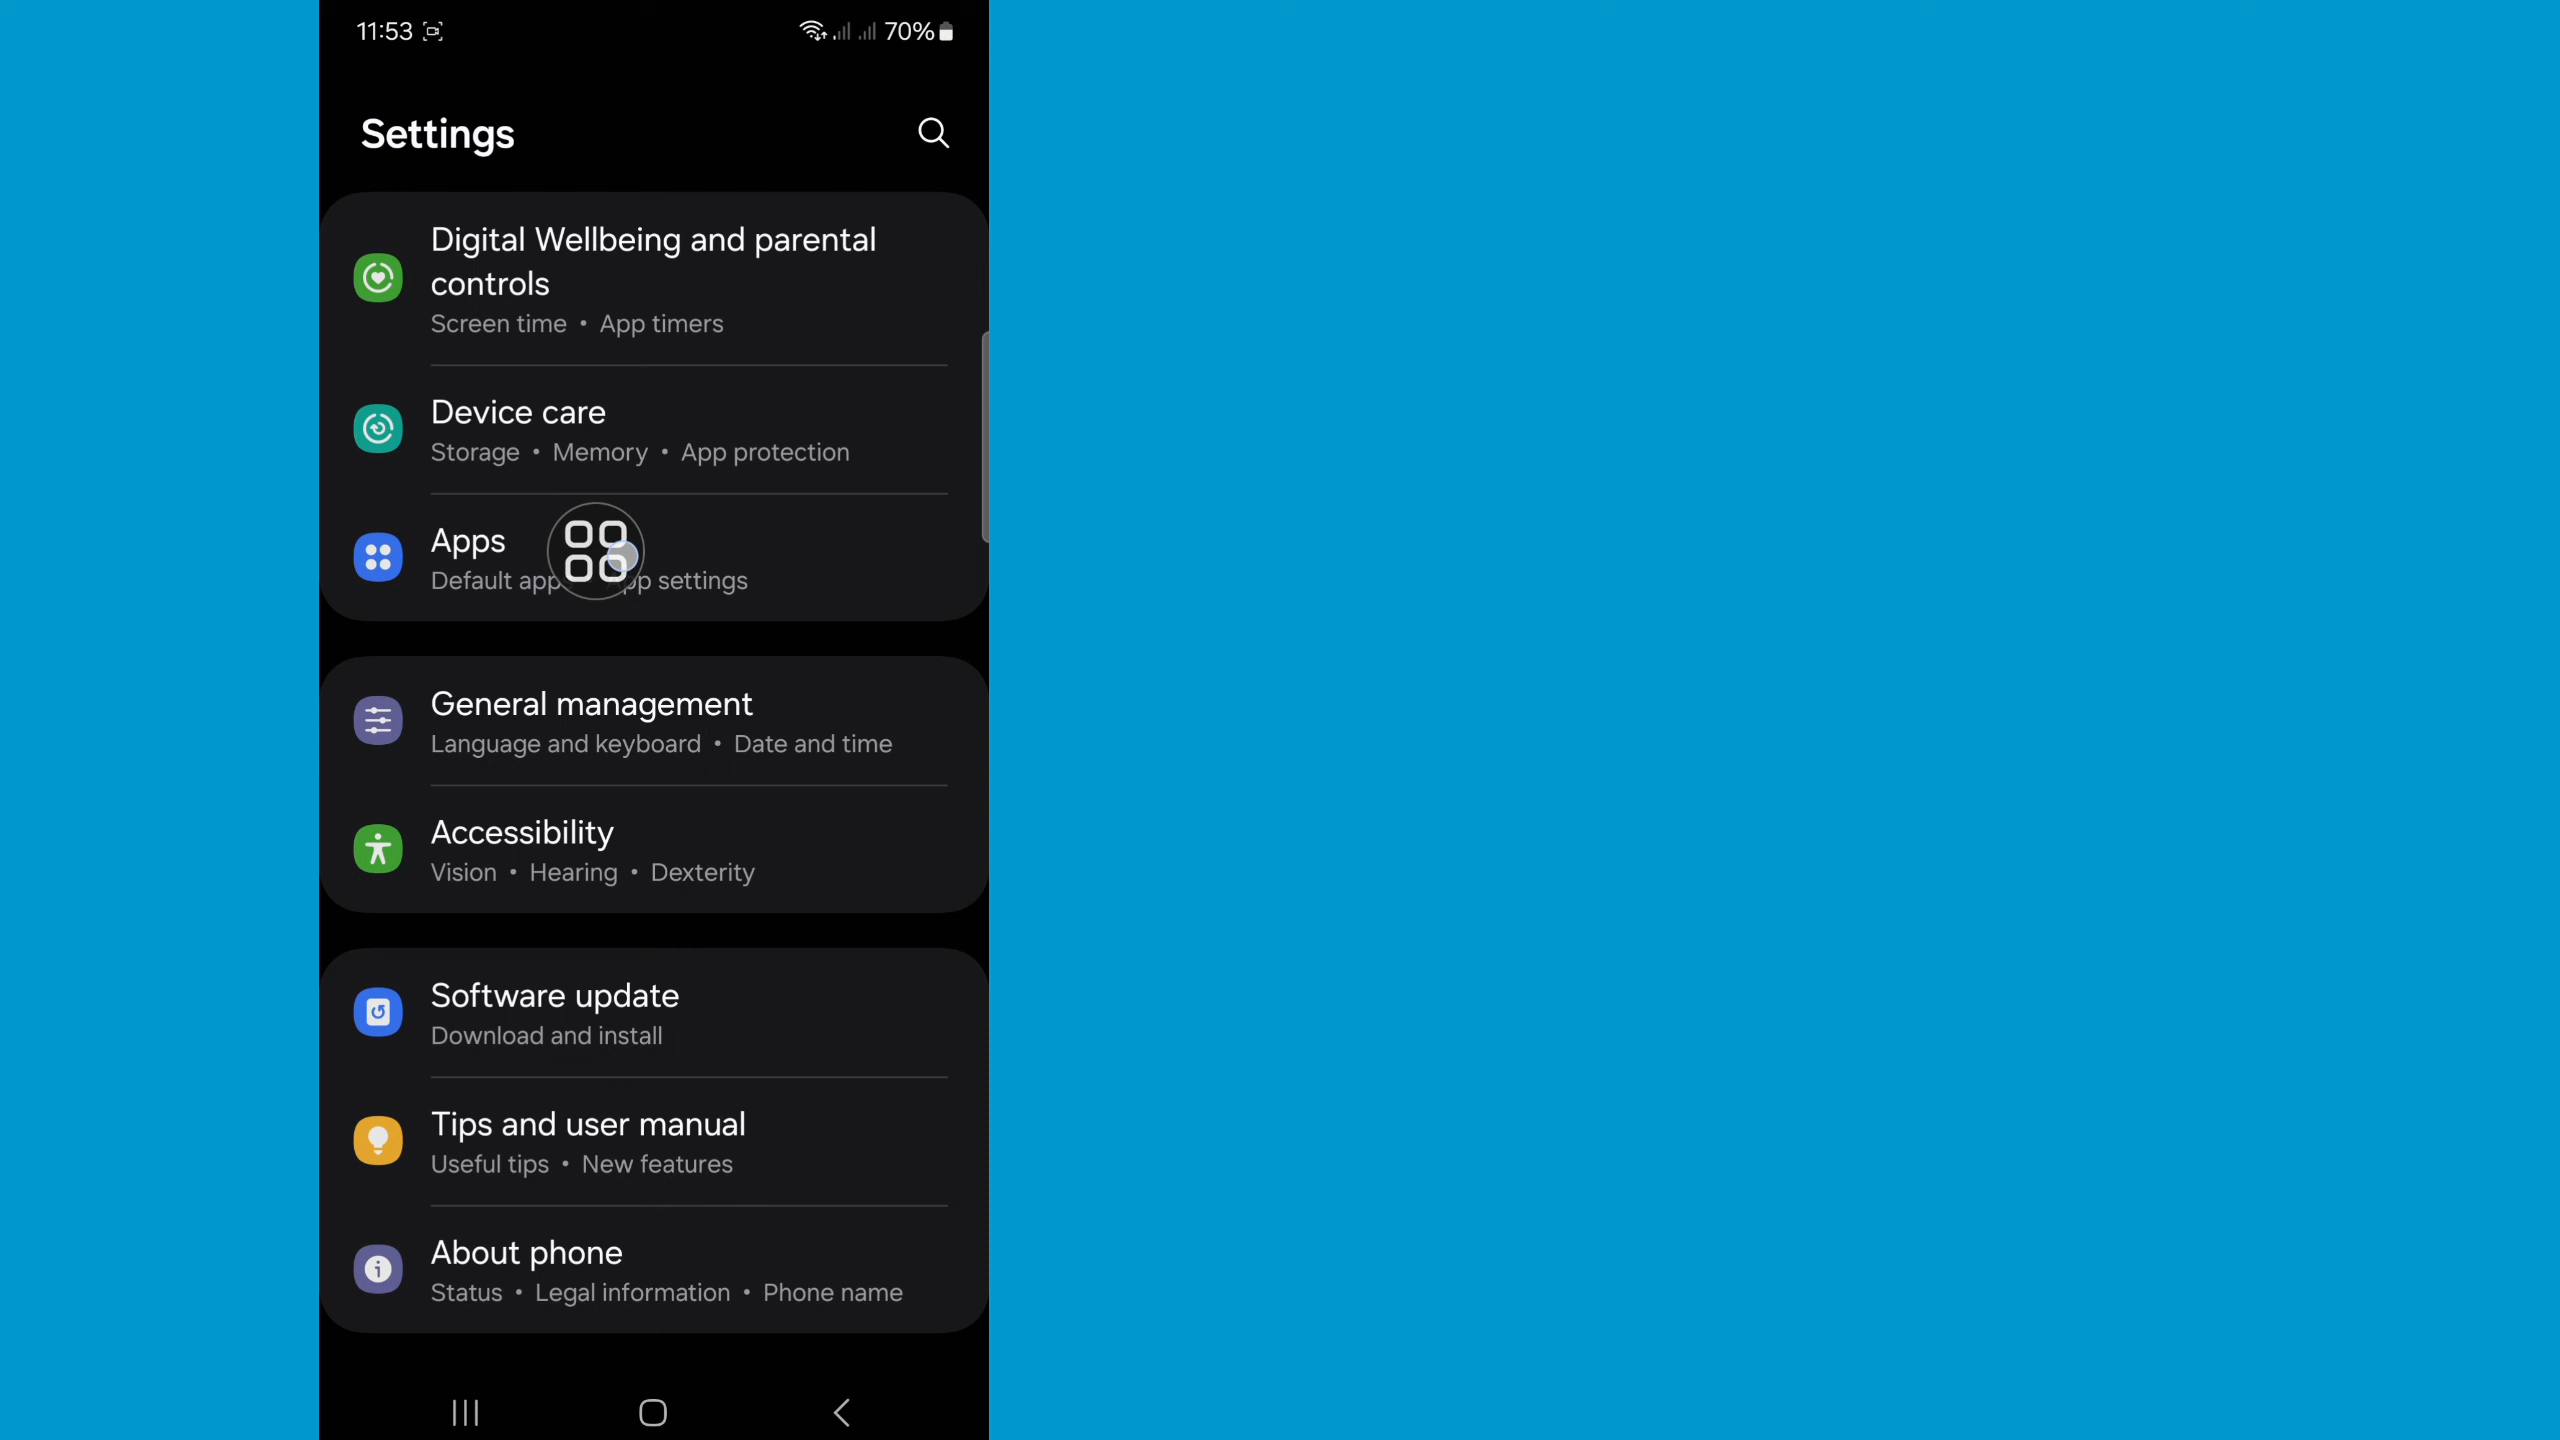 11:53
70%
Settings
Digital Wellbeing and parental
controls
Screen time • App timers
Device care
Storage • Memory • App protection
Apps
Default app pp settings
General management
Language and keyboard • Date and time
Accessibility
Vision • Hearing • Dexterity
Software update
Download and install
Tips and user manual
Useful tips • New features
About phone
Status • Legal information • Phone name